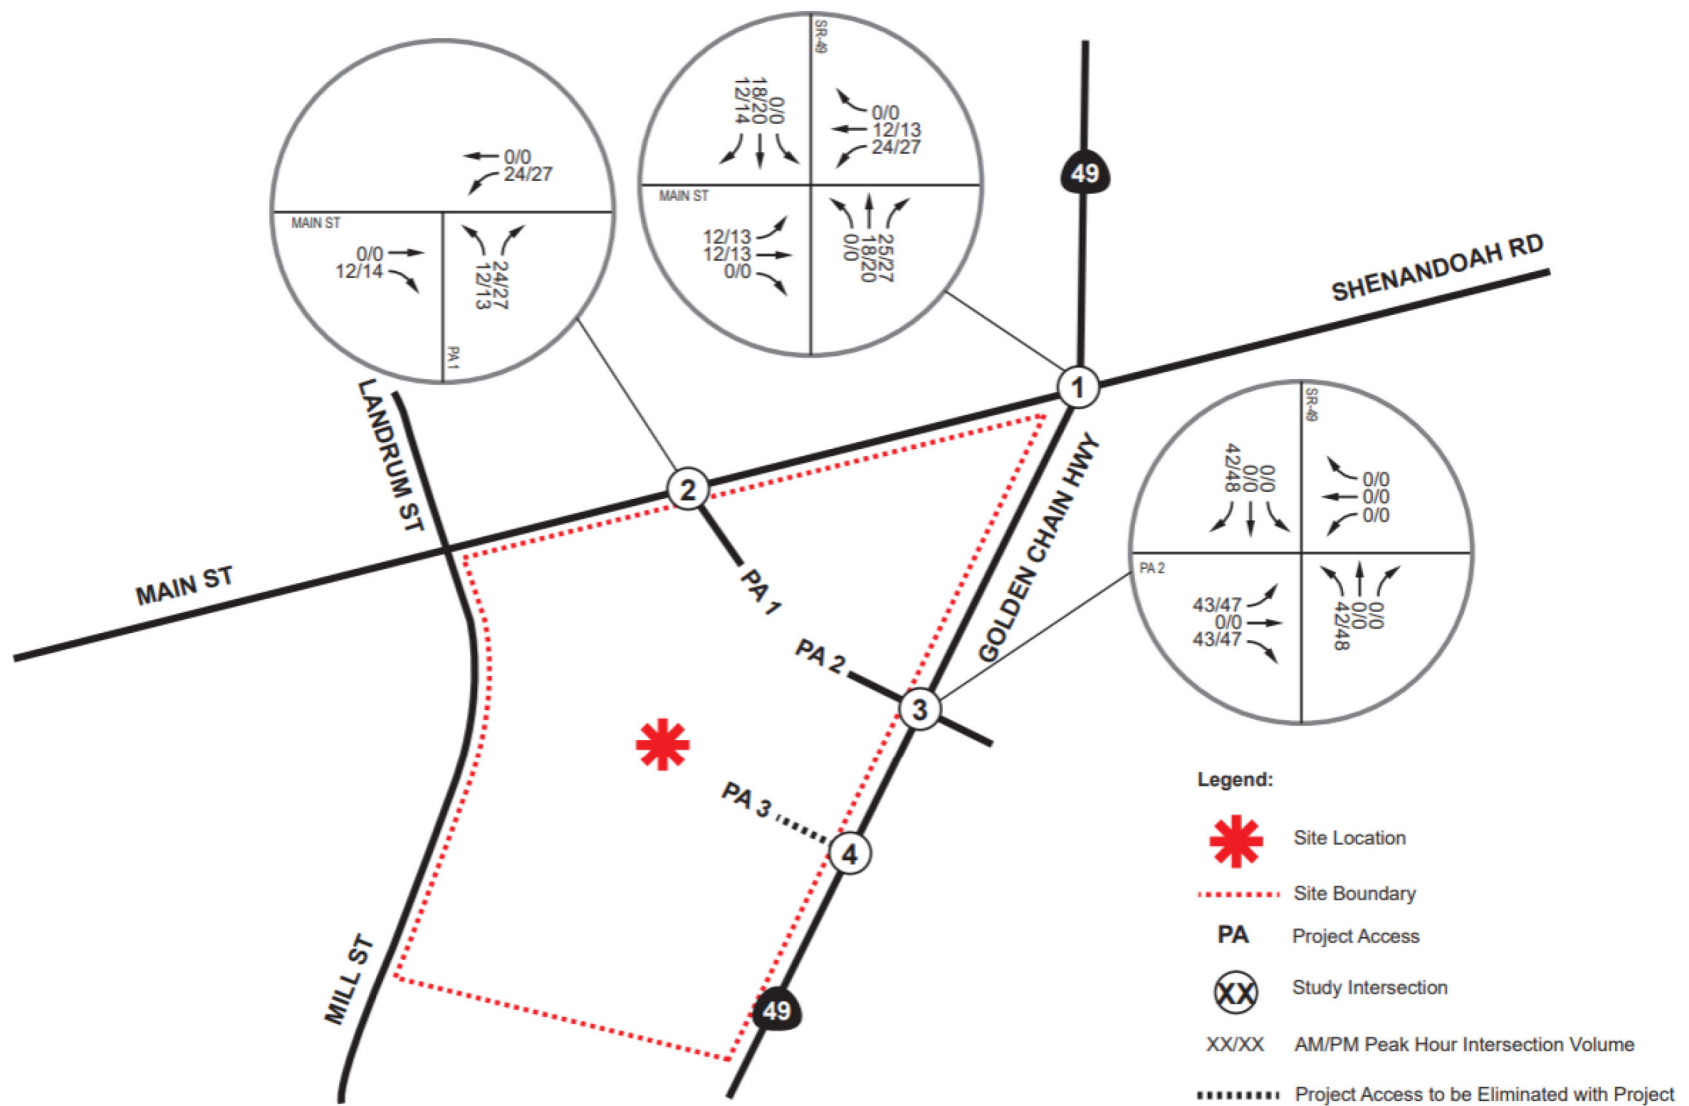 SR-49
12/14
18/20
0/0
0/0
12/13
24/27
MAIN ST
12/13
12/13
0/0
0/0
18/20
25/27
0/0
24/27
MAIN ST
0/0
12/14
12/13
24/27
PA 1
49
SHENANDOAH RD
1
LANDRUM ST
2
MAIN ST
PA 1
GOLDEN CHAIN HWY
PA 2
3
SR-49
42/48
0/0
0/0
0/0
0/0
0/0
PA 2
43/47
0/0
43/47
42/48
0/0
0/0
PA 3
4
MILL ST
49
Legend:
Site Location
Site Boundary
PA Project Access
XX Study Intersection
XX/XX AM/PM Peak Hour Intersection Volume
Project Access to be Eliminated with Project